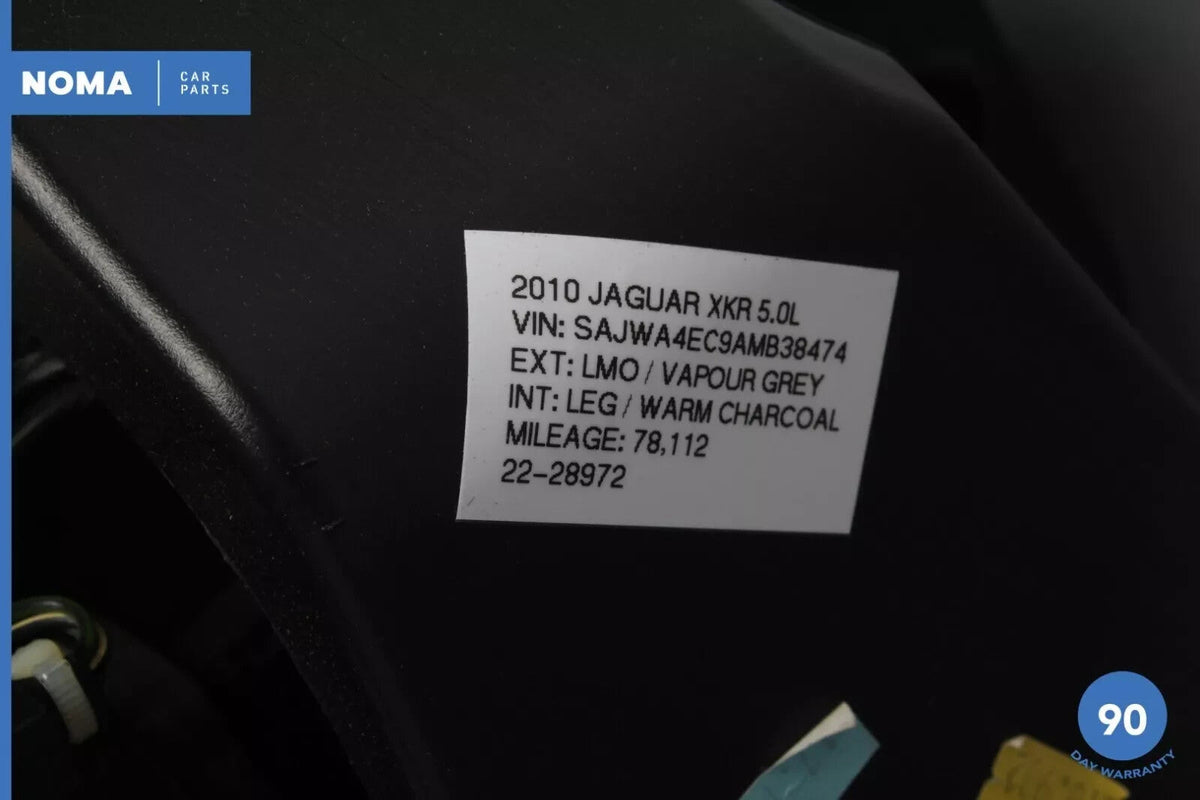 NOMA
CAR
PARTS
2010 JAGUAR XKR 5.0L
VIN: SAJWA4EC9AMB38474
EXT: LMO / VAPOUR GREY
INT: LEG / WARM CHARCOAL
MILEAGE: 78,112
22-28972
90
DAY WARRANTY